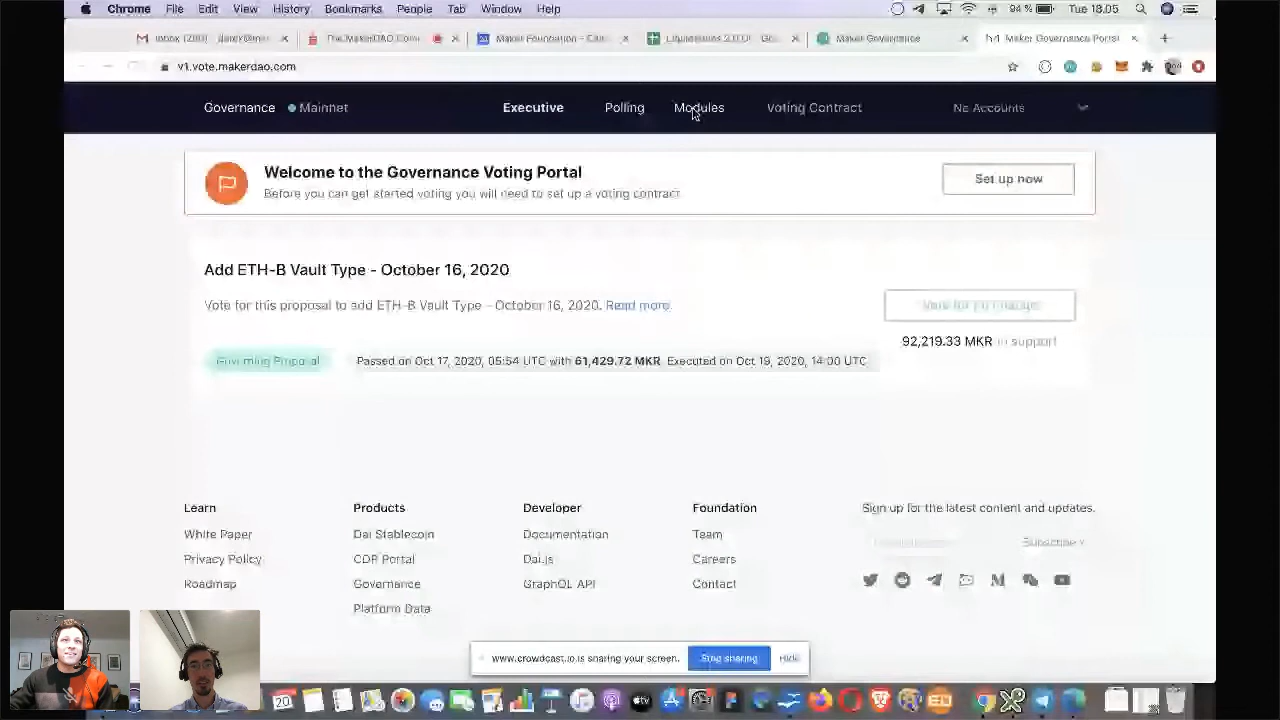 Chrome File Edit View History Bookmarks People Tab Window Help 94 % Tue 18.05
Maker Foundation
Maker Governance
Maker Governance Portal
v1.vote.makerdao.com
Governance Mainnet Executive Polling Modules Voting Contract No Accounts
Welcome to the Governance Voting Portal
Before you can get started voting you will need to set up a voting contract
Set up now
Add ETH-B Vault Type - October 16, 2020
Vote for this proposal to add ETH-B Vault Type - October 16, 2020. Read more.
92,219.33 MKR in support
Governing Proposal
Passed on Oct 17, 2020, 05:54 UTC with 61,429.72 MKR. Executed on Oct 19, 2020, 14:00 UTC
Learn Products Developer Foundation Sign up for the latest content and updates.
White Paper Dai Stablecoin Documentation Team Subscribe
Privacy Policy CDP Portal Dai.js Careers
Roadmap Governance GraphQL API Contact
Platform Data
www.crowdcast.io is sharing your screen. Stop sharing Hide
20